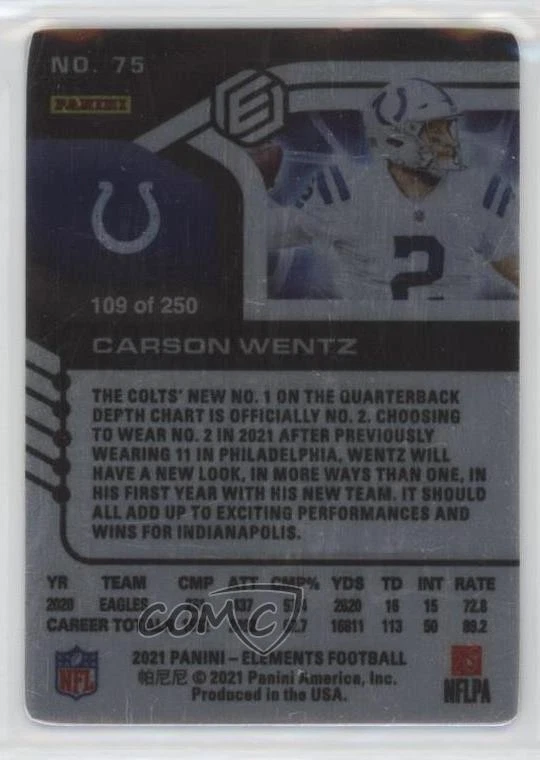 NO. 75
PANINI
E
2
109 of 250
CARSON WENTZ
THE COLTS' NEW NO. 1 ON THE QUARTERBACK
DEPTH CHART IS OFFICIALLY NO. 2. CHOOSING
TO WEAR NO. 2 IN 2021 AFTER PREVIOUSLY
WEARING 11 IN PHILADELPHIA, WENTZ WILL
HAVE A NEW LOOK, IN MORE WAYS THAN ONE, IN
HIS FIRST YEAR WITH HIS NEW TEAM. IT SHOULD
ALL ADD UP TO EXCITING PERFORMANCES AND
WINS FOR INDIANAPOLIS.
YR TEAM CMP ATT CMP% YDS TD INT RATE
2020 EAGLES 2620 16 15 72.8
CAREER TOTALS 16811 113 50 89.2
COMC
2021 PANINI – ELEMENTS FOOTBALL
帕尼尼 © 2021 Panini America, Inc.
Produced in the USA.
NFL
NFLPA